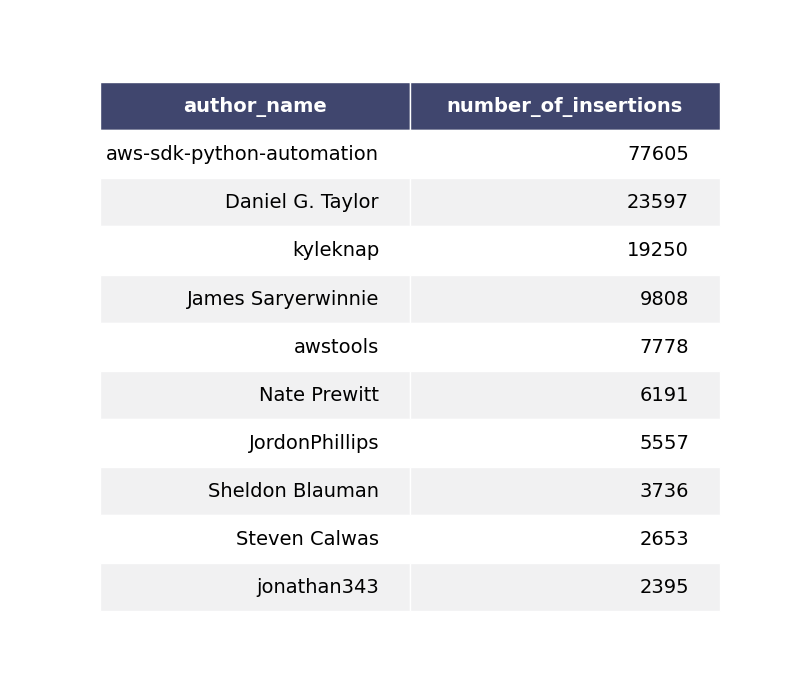 author_name number_of_insertions
aws-sdk-python-automation 77605
Daniel G. Taylor 23597
kyleknap 19250
James Saryerwinnie 9808
awstools 7778
Nate Prewitt 6191
JordonPhillips 5557
Sheldon Blauman 3736
Steven Calwas 2653
jonathan343 2395